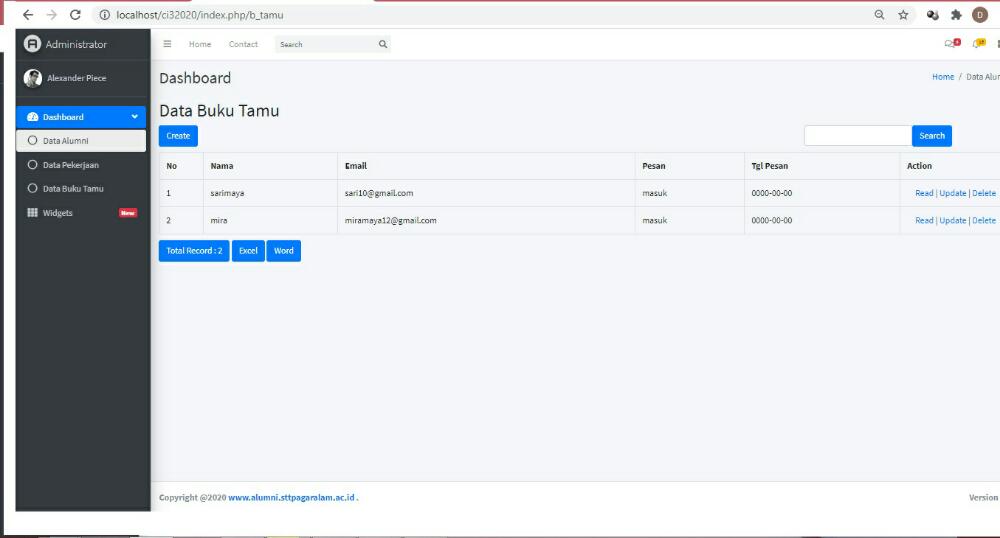 localhost/ci32020/index.php/b_tamu
D
Administrator
Home
Contact
Search
Alexander Piece
Dashboard
Home / Data Alum
Dashboard
Data Alumni
Data Pekerjaan
Data Buku Tamu
Widgets
New
Data Buku Tamu
Create
Search
No Nama Email Pesan Tgl Pesan Action
1 sarimaya sari10@gmail.com masuk 0000-00-00 Read | Update | Delete
2 mira miramaya12@gmail.com masuk 0000-00-00 Read | Update | Delete
Total Record : 2 Excel Word
Copyright @2020 www.alumni.sttpagaralam.ac.id .
Version